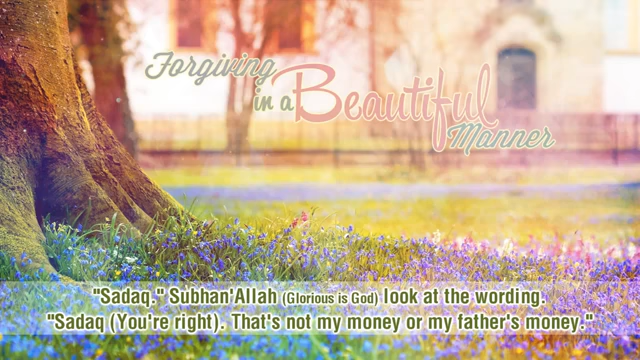 Forgiving
in a Beautiful
Manner
"Sadaq." Subhan'Allah (Glorious is God) look at the wording.
"Sadaq (You're right). That's not my money or my father's money."